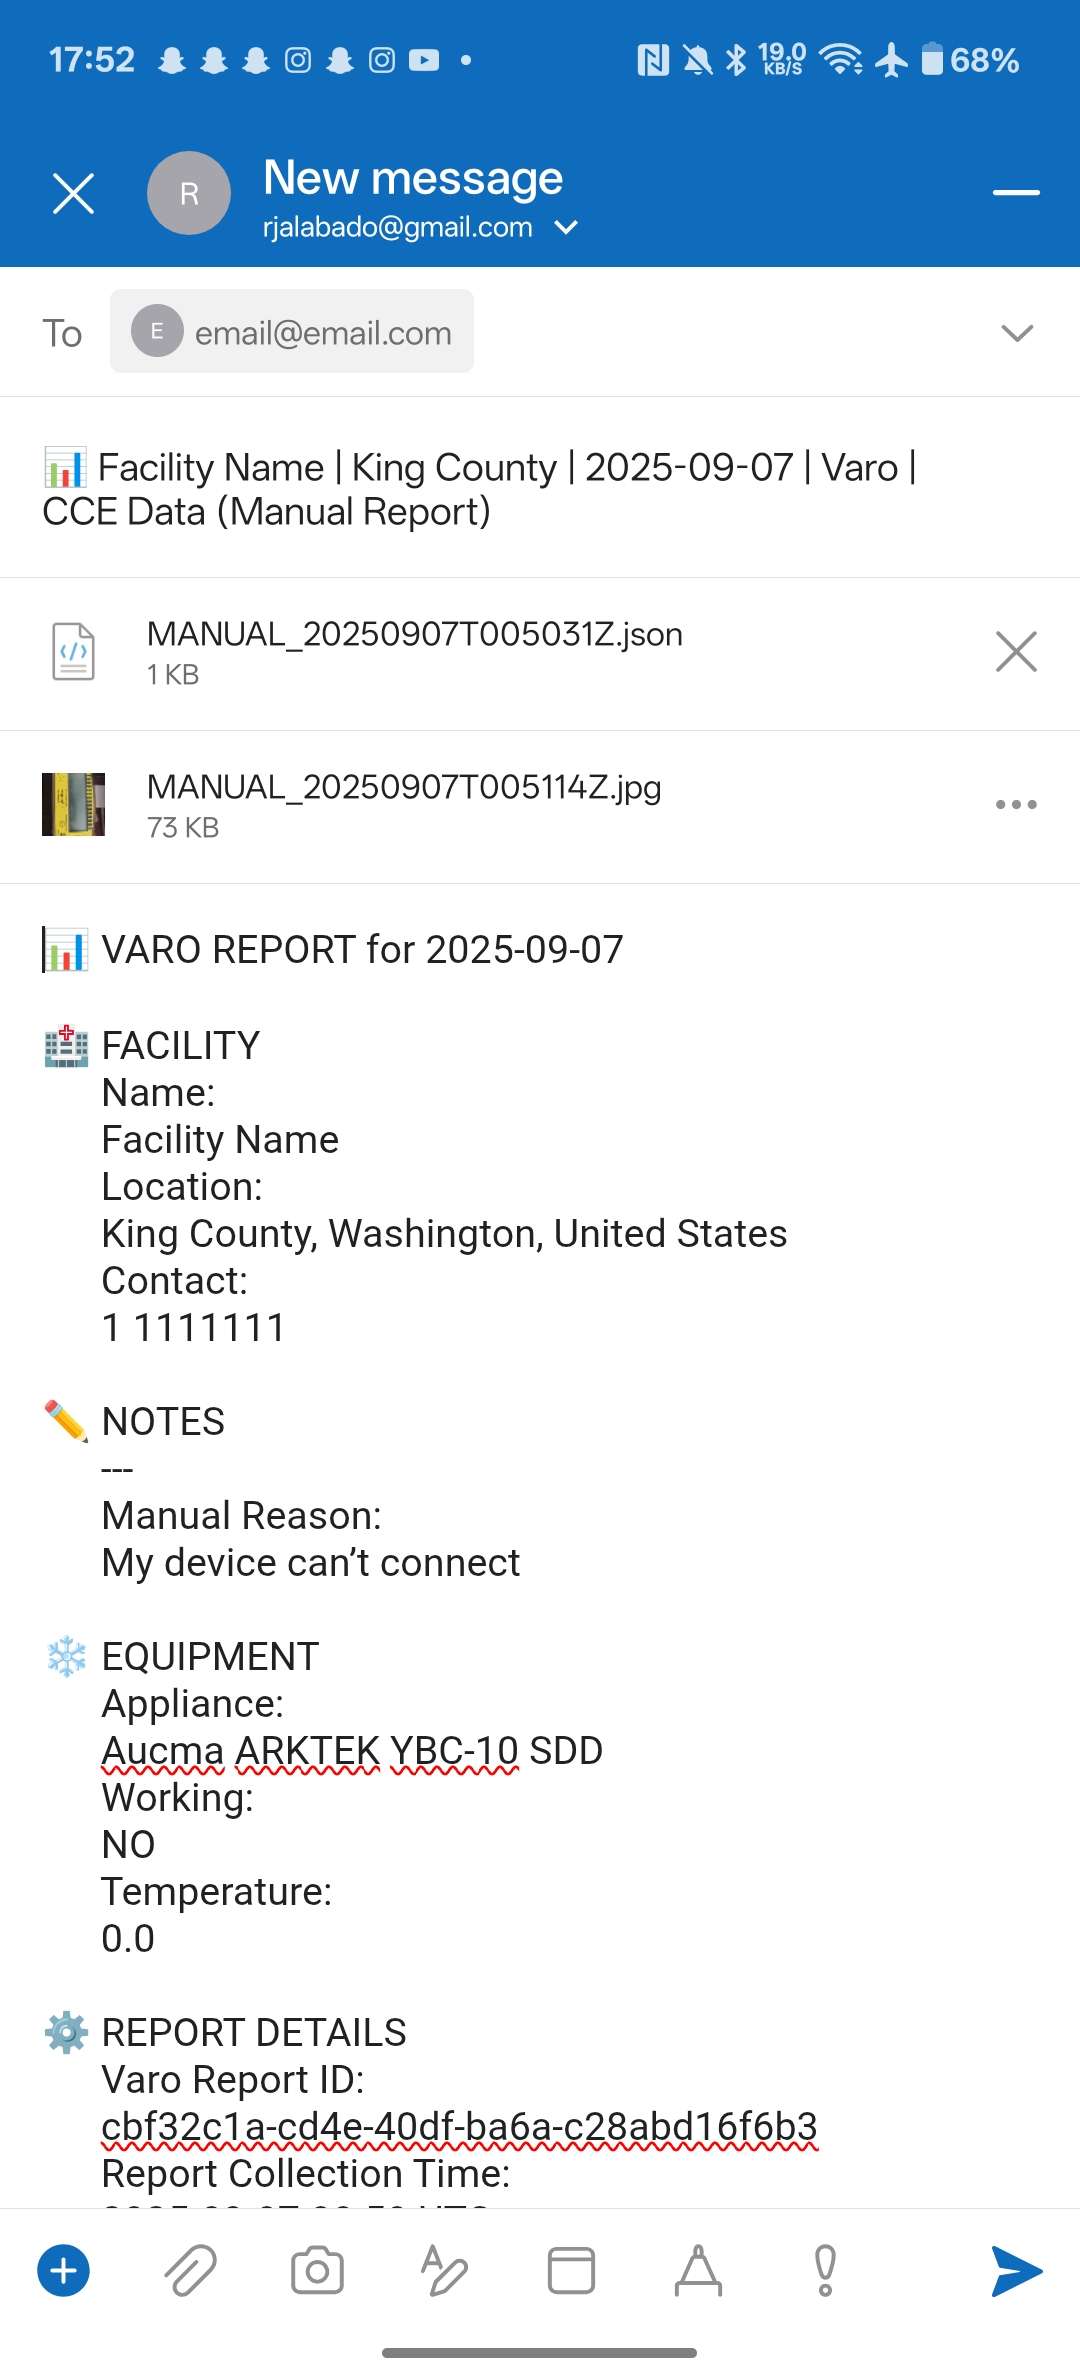 17:52 19.0 KB/S 68%
R New message
rjalabado@gmail.com
To E email@email.com
📊 Facility Name | King County | 2025-09-07 | Varo |
CCE Data (Manual Report)
MANUAL_20250907T005031Z.json
1 KB
MANUAL_20250907T005114Z.jpg
73 KB
📊 VARO REPORT for 2025-09-07
🏥 FACILITY
Name:
Facility Name
Location:
King County, Washington, United States
Contact:
1 1111111
✏️ NOTES
---
Manual Reason:
My device can’t connect
❄️ EQUIPMENT
Appliance:
Aucma ARKTEK YBC-10 SDD
Working:
NO
Temperature:
0.0
⚙️ REPORT DETAILS
Varo Report ID:
cbf32c1a-cd4e-40df-ba6a-c28abd16f6b3
Report Collection Time: